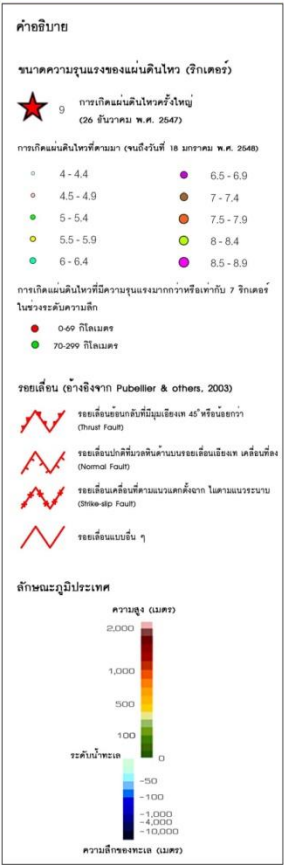 คำอธิบาย
ขนาดความรุนแรงของแผ่นดินไหว (ริกเตอร์)
9 การเกิดแผ่นดินไหวครั้งใหญ่
(26 ธันวาคม พ.ศ. 2547)
การเกิดแผ่นดินไหวที่ตามมา (จนถึงวันที่ 18 มกราคม พ.ศ. 2548)
4 - 4.4 6.5 - 6.9
4.5 - 4.9 7 - 7.4
5 - 5.4 7.5 - 7.9
5.5 - 5.9 8 - 8.4
6 - 6.4 8.5 - 8.9
การเกิดแผ่นดินไหวที่มีความรุนแรงมากกว่าหรือเท่ากับ 7 ริกเตอร์
ในช่วงระดับความลึก
0-69 กิโลเมตร
70-299 กิโลเมตร
รอยเลื่อน (อ้างอิงจาก Pubellier & others, 2003)
รอยเลื่อนย้อนกลับที่มีมุมเอียงเท 45° หรือน้อยกว่า
(Thrust Fault)
รอยเลื่อนปกติที่มวลหินด้านบนรอยเลื่อนเอียงเท เคลื่อนที่ลง
(Normal Fault)
รอยเลื่อนเคลื่อนที่ตามแนวแตกตั้งฉาก ไปตามแนวระนาบ
(Strike-slip Fault)
รอยเลื่อนแบบอื่น ๆ
ลักษณะภูมิประเทศ
ความสูง (เมตร)
2,000
1,000
500
100
ระดับน้ำทะเล 0
-50
-100
-1,000
-4,000
-10,000
ความลึกของทะเล (เมตร)